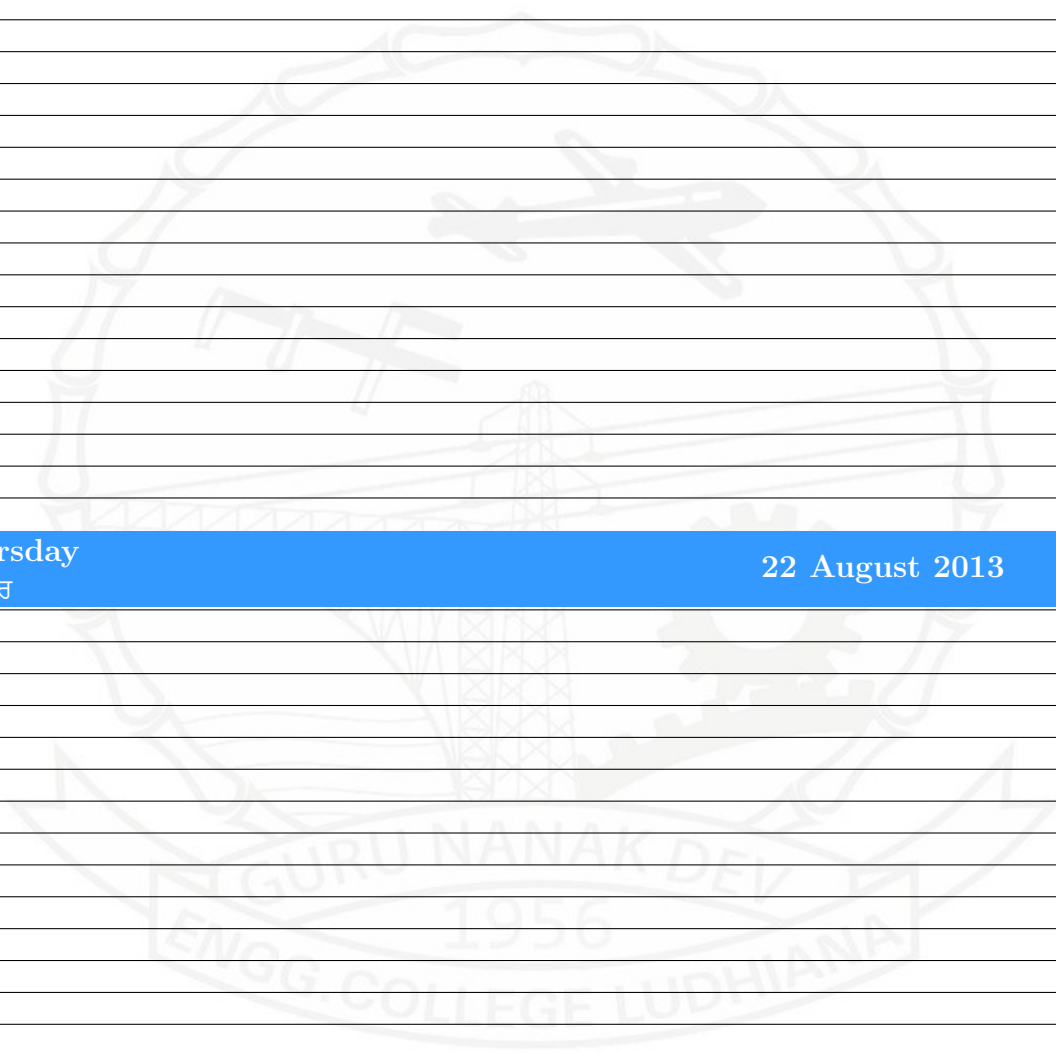 rsday
ਰ
22 August 2013
GURU NANAK DEV
1956
ENGG.COLLEGE LUDHIANA